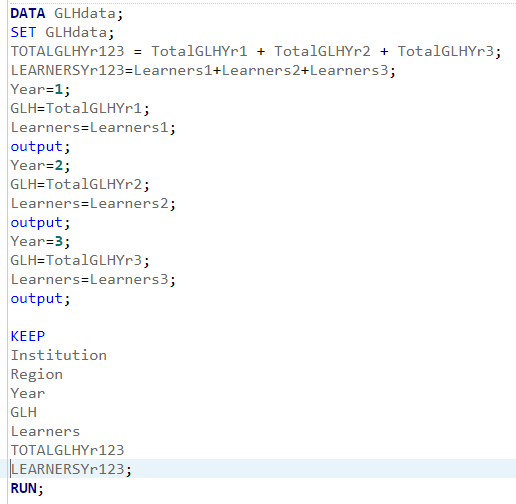 DATA GLHdata;
SET GLHdata;
TOTALGLHYr123 = TotalGLHYr1 + TotalGLHYr2 + TotalGLHYr3;
LEARNERSYr123=Learners1+Learners2+Learners3;
Year=1;
GLH=TotalGLHYr1;
Learners=Learners1;
output;
Year=2;
GLH=TotalGLHYr2;
Learners=Learners2;
output;
Year=3;
GLH=TotalGLHYr3;
Learners=Learners3;
output;
KEEP
Institution
Region
Year
GLH
Learners
TOTALGLHYr123
LEARNERSYr123;
RUN;